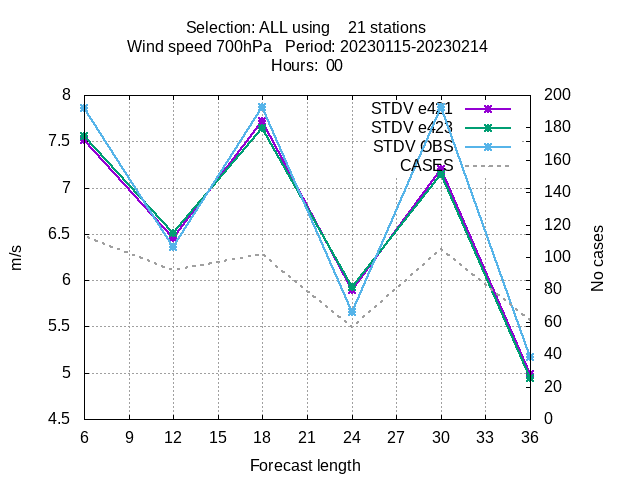 Selection: ALL using 21 stations
Wind speed 700hPa Period: 20230115-20230214
Hours: 00
8 200
STDV e421
7.5 180
STDV e423
STDV OBS
160
CASES
7 140
6.5 120
6 100
80
5.5 60
5 40
20
4.5 0
m/s
No cases
6 9 12 15 18 21 24 27 30 33 36
Forecast length